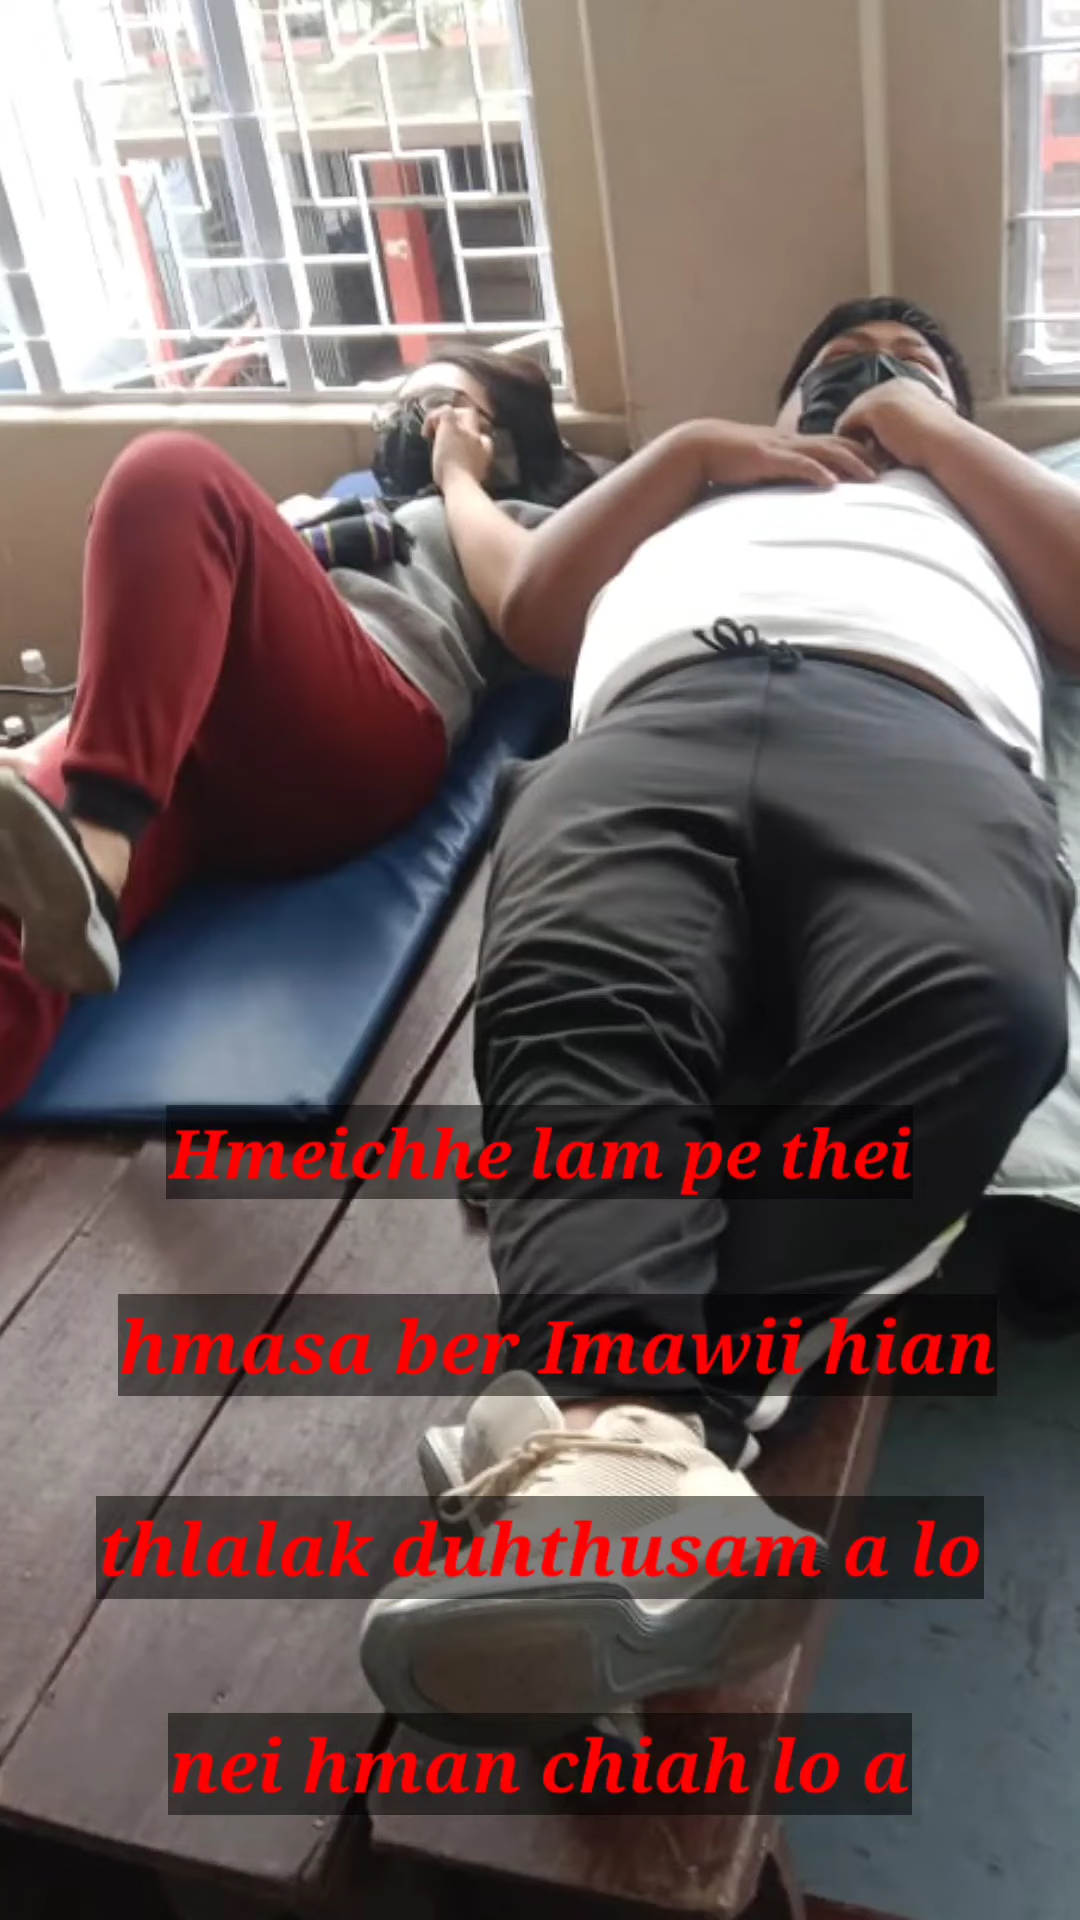 Hmeichhe lam pe thei
hmasa ber Imawii hian
thlalak duhthusam a lo
nei hman chiah lo a